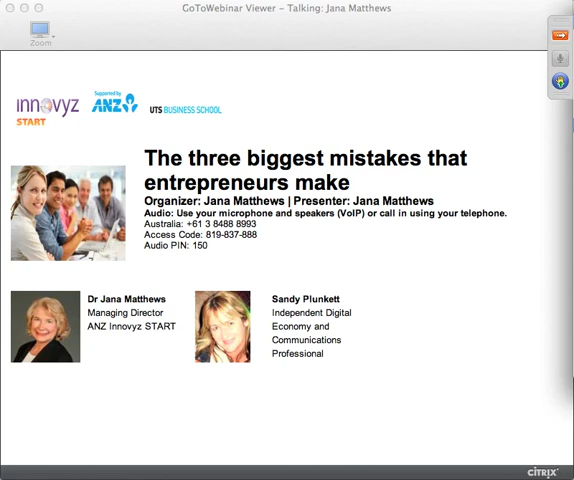 GoToWebinar Viewer - Talking: Jana Matthews
Zoom
innovyz
START
Supported by
ANZ
UTS BUSINESS SCHOOL
The three biggest mistakes that
entrepreneurs make
Organizer: Jana Matthews | Presenter: Jana Matthews
Audio: Use your microphone and speakers (VoIP) or call in using your telephone.
Australia: +61 3 8488 8993
Access Code: 819-837-888
Audio PIN: 150
Dr Jana Matthews
Managing Director
ANZ Innovyz START
Sandy Plunkett
Independent Digital
Economy and
Communications
Professional
CİTRIX